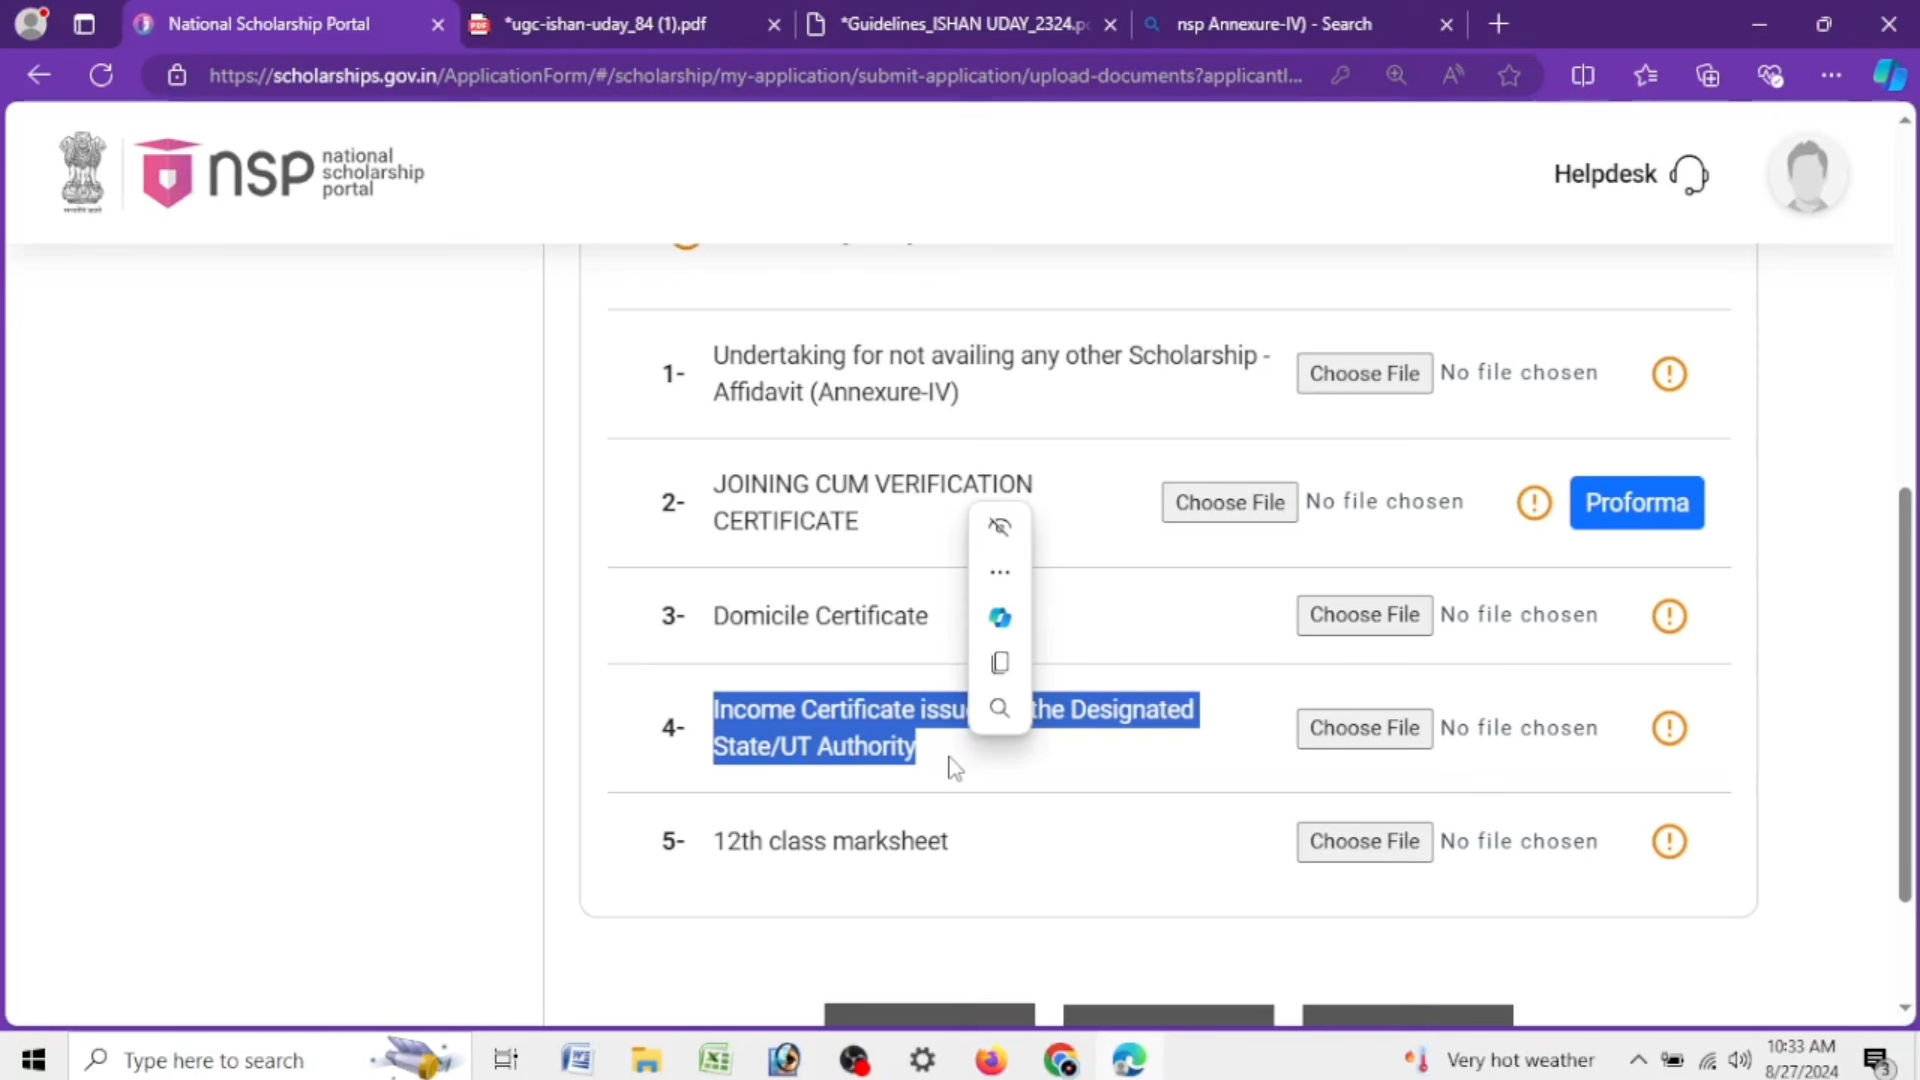 National Scholarship Portal
*ugc-ishan-uday_84 (1).pdf
*Guidelines_ISHAN UDAY_2324.p
nsp Annexure-IV) - Search
https://scholarships.gov.in/ApplicationForm/#/scholarship/my-application/submit-application/upload-documents?applicantI...
nsp national
scholarship
portal
Helpdesk
1- Undertaking for not availing any other Scholarship -
Affidavit (Annexure-IV)
Choose File No file chosen
2- JOINING CUM VERIFICATION
CERTIFICATE
Choose File No file chosen
Proforma
3- Domicile Certificate
Choose File No file chosen
4- Income Certificate issu the Designated
State/UT Authority
Choose File No file chosen
5- 12th class marksheet
Choose File No file chosen
Type here to search
Very hot weather
10:33 AM
8/27/2024
3